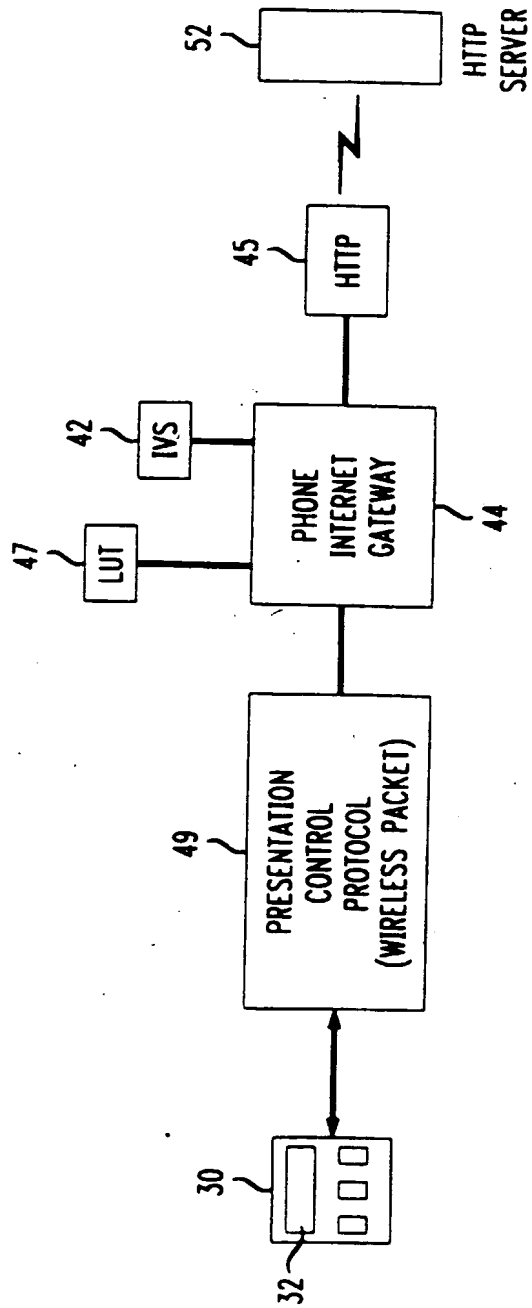 30
32
49
PRESENTATION
CONTROL
PROTOCOL
(WIRELESS PACKET)
47
LUT
42
IVS
PHONE
INTERNET
GATEWAY
44
45
HTTP
52
HTTP
SERVER